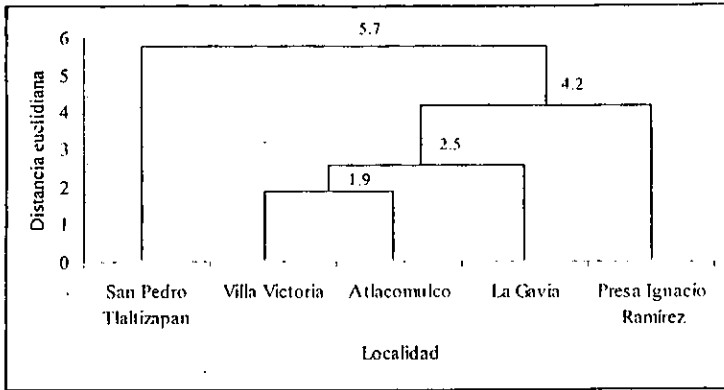 5.7
6
5
4.2
4
3
2.5
2
1.9
1
0
Distancia euclidiana
San Pedro Tlaltizapan
Villa Victoria
Atlacomulco
La Gavia
Presa Ignacio Ramírez
Localidad